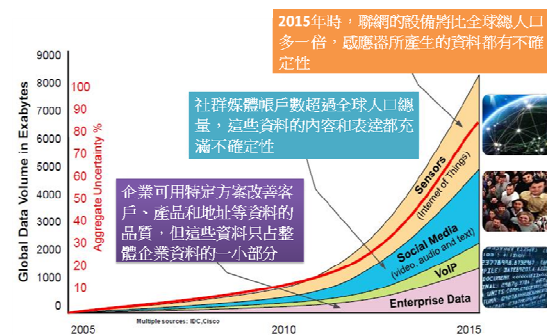 2015年時，聯網的設備將比全球總人口
多一倍，感應器所產生的資料都有不確
定性
社群媒體帳戶數超過全球人口總
量，這些資料的內容和表達都充
滿不確定性
企業可用特定方案改善客
戶、產品和地址等資料的
品質，但這些資料只占整
體企業資料的一小部分
Global Data Volume in Exabytes
9000
8000
7000
6000
5000
4000
3000
2000
1000
0
Aggregate Uncertainty %
100
90
80
70
60
50
40
30
20
10
Sensors
(Internet of Things)
Social Media
(video, audio and text)
VoIP
Enterprise Data
2005
2010
2015
Multiple sources: IDC,Cisco